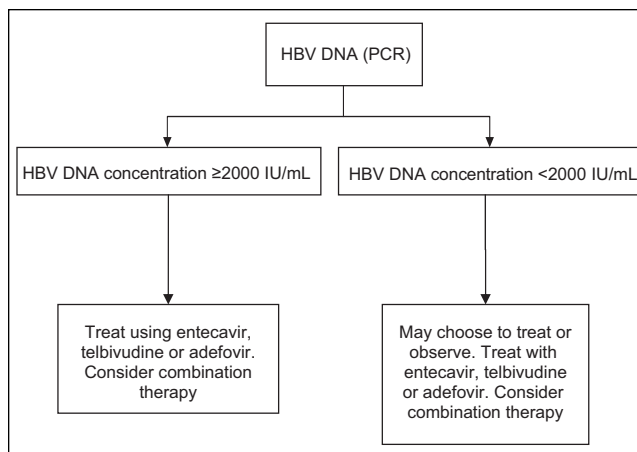 HBV DNA (PCR)
HBV DNA concentration ≥2000 IU/mL
HBV DNA concentration <2000 IU/mL
Treat using entecavir,
telbivudine or adefovir.
Consider combination
therapy
May choose to treat or
observe. Treat with
entecavir, telbivudine
or adefovir. Consider
combination therapy